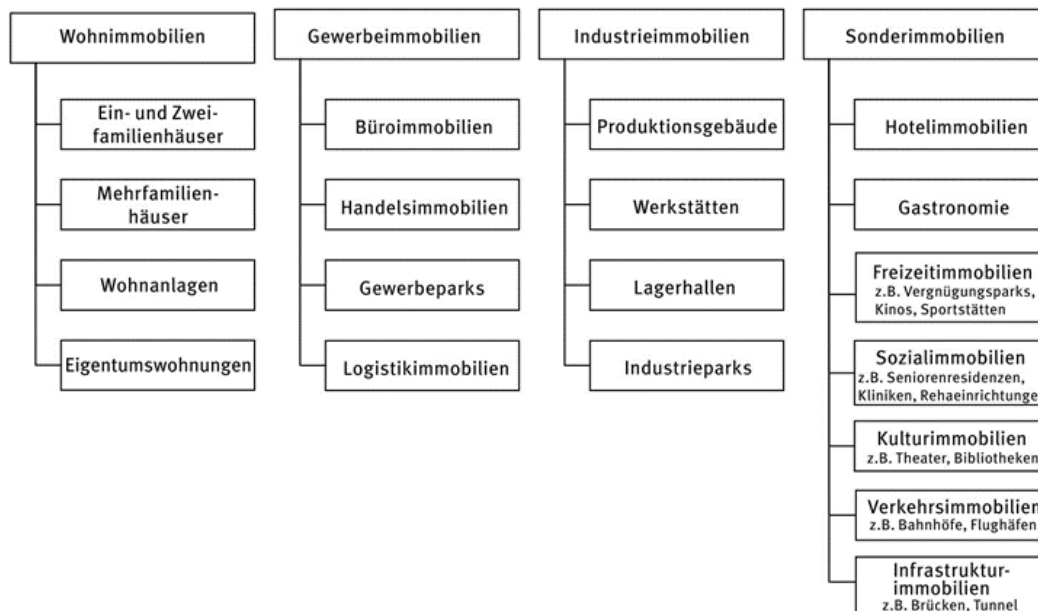 Wohnimmobilien
Ein- und Zwei-
familienhäuser
Mehrfamilien-
häuser
Wohnanlagen
Eigentumswohnungen
Gewerbeimmobilien
Büroimmobilien
Handelsimmobilien
Gewerbeparks
Logistikimmobilien
Industrieimmobilien
Produktionsgebäude
Werkstätten
Lagerhallen
Industrieparks
Sonderimmobilien
Hotelimmobilien
Gastronomie
Freizeitimmobilien
z.B. Vergnügungsparks,
Kinos, Sportstätten
Sozialimmobilien
z.B. Seniorenresidenzen,
Kliniken, Rehaeinrichtunge
Kulturimmobilien
z.B. Theater, Bibliotheken
Verkehrsimmobilien
z.B. Bahnhöfe, Flughäfen
Infrastruktur-
immobilien
z.B. Brücken, Tunnel